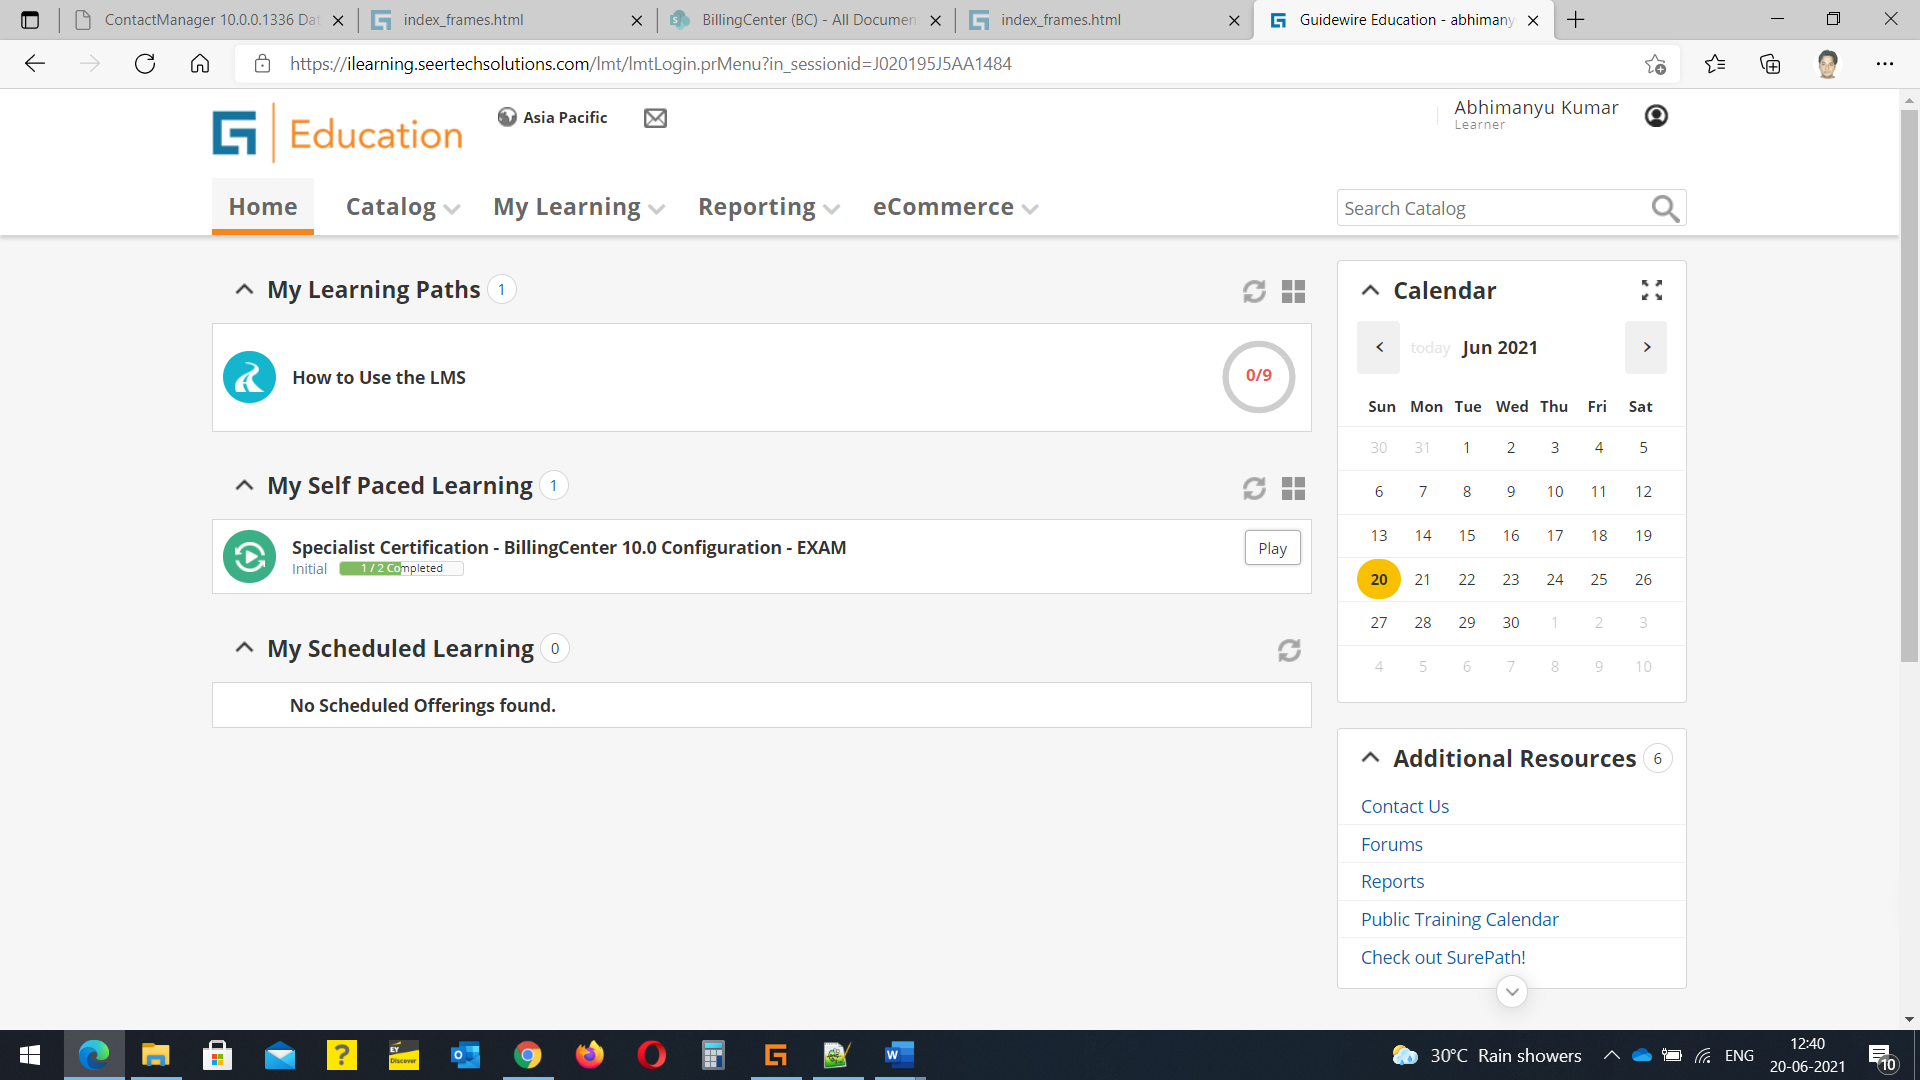 ContactManager 10.0.0.1336 Dat
index_frames.html
BillingCenter (BC) - All Documen
index_frames.html
Guidewire Education - abhimany
https://ilearning.seertechsolutions.com/lmt/lmtLogin.prMenu?in_sessionid=J020195J5AA1484
Education
Asia Pacific
Abhimanyu Kumar
Learner
Home Catalog My Learning Reporting eCommerce
Search Catalog
My Learning Paths 1
How to Use the LMS
0/9
My Self Paced Learning 1
Specialist Certification - BillingCenter 10.0 Configuration - EXAM
Initial 1 / 2 Completed
Play
My Scheduled Learning 0
No Scheduled Offerings found.
Calendar
< today Jun 2021 >
Sun Mon Tue Wed Thu Fri Sat
30 31 1 2 3 4 5
6 7 8 9 10 11 12
13 14 15 16 17 18 19
20 21 22 23 24 25 26
27 28 29 30 1 2 3
4 5 6 7 8 9 10
Additional Resources 6
Contact Us
Forums
Reports
Public Training Calendar
Check out SurePath!
EY
Discover
30°C Rain showers
ENG
12:40
20-06-2021
10